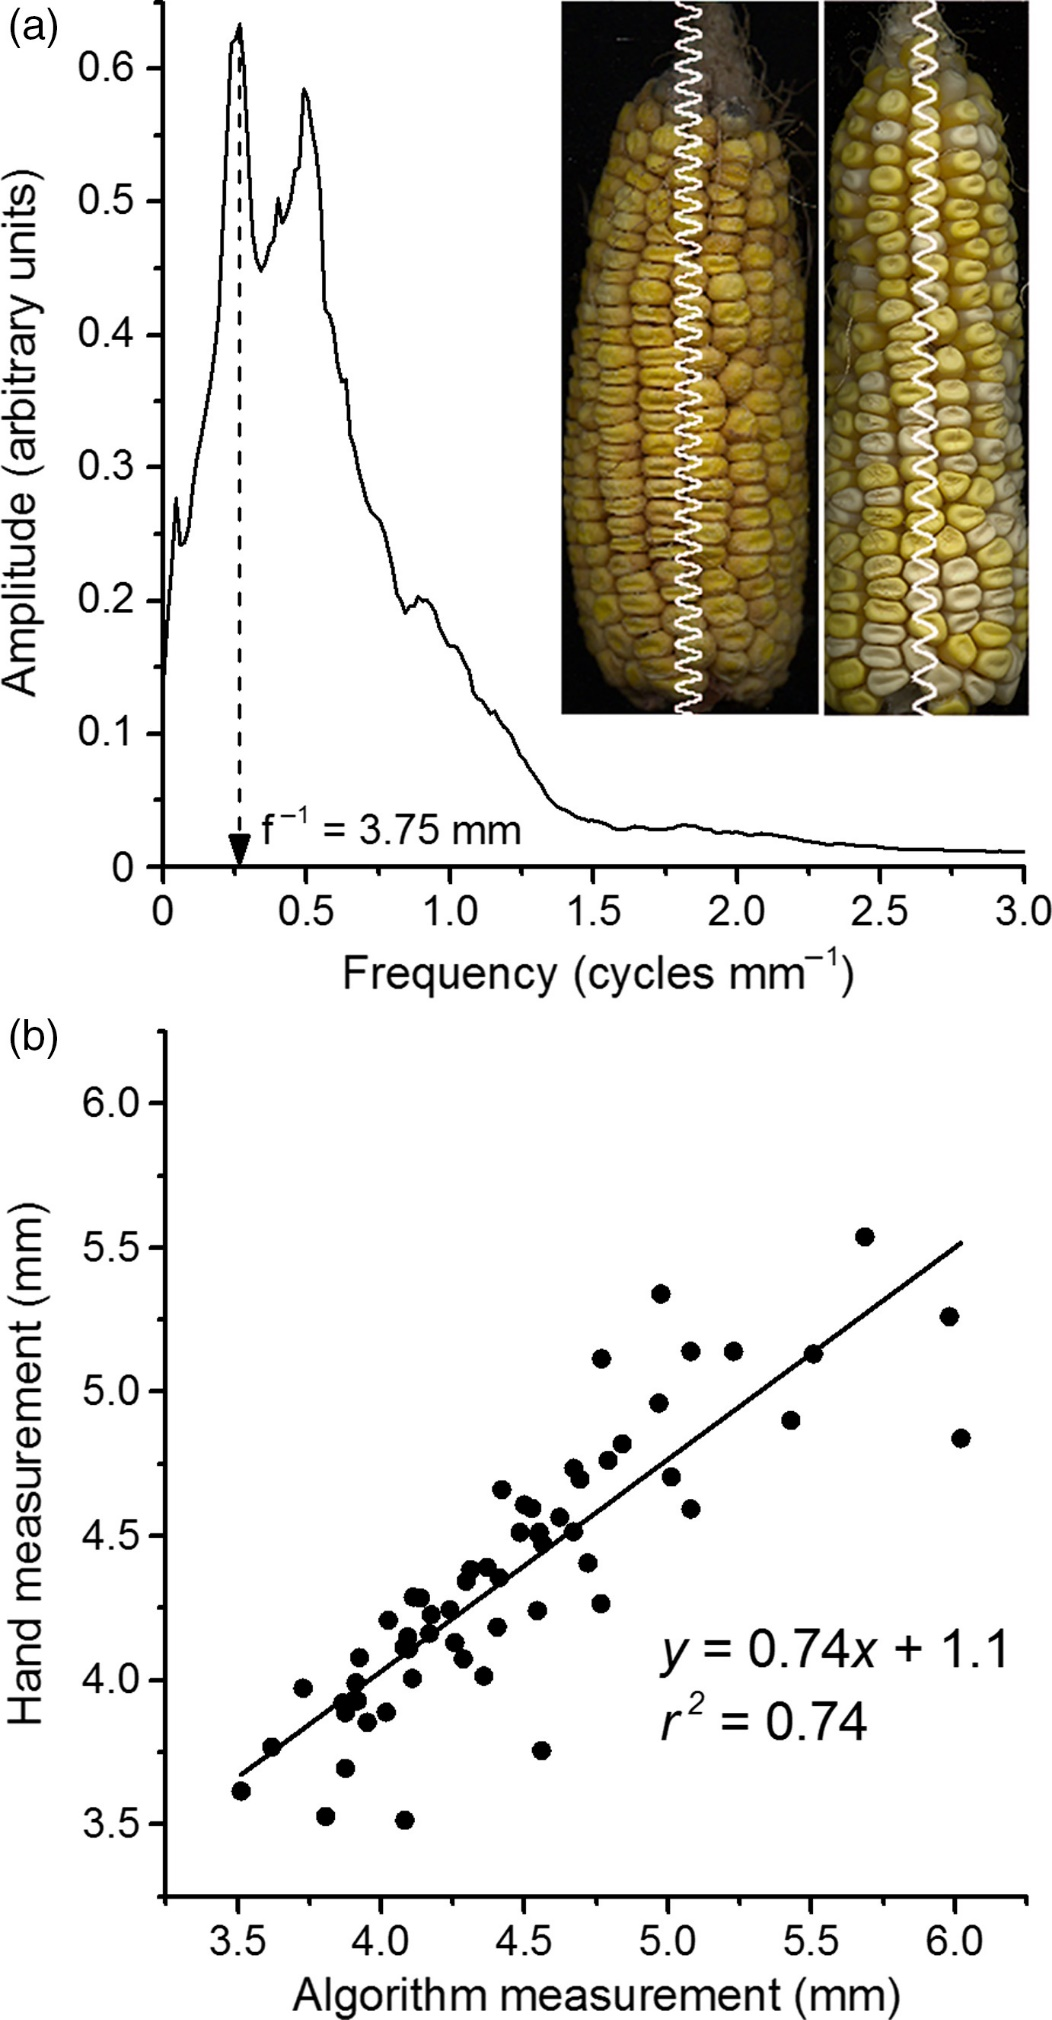 (a)
Amplitude (arbitrary units)
0.6
0.5
0.4
0.3
0.2
0.1
0
f⁻¹ = 3.75 mm
0 0.5 1.0 1.5 2.0 2.5 3.0
Frequency (cycles mm⁻¹)
(b)
Hand measurement (mm)
6.0
5.5
5.0
4.5
4.0
3.5
y = 0.74x + 1.1
r² = 0.74
3.5 4.0 4.5 5.0 5.5 6.0
Algorithm measurement (mm)